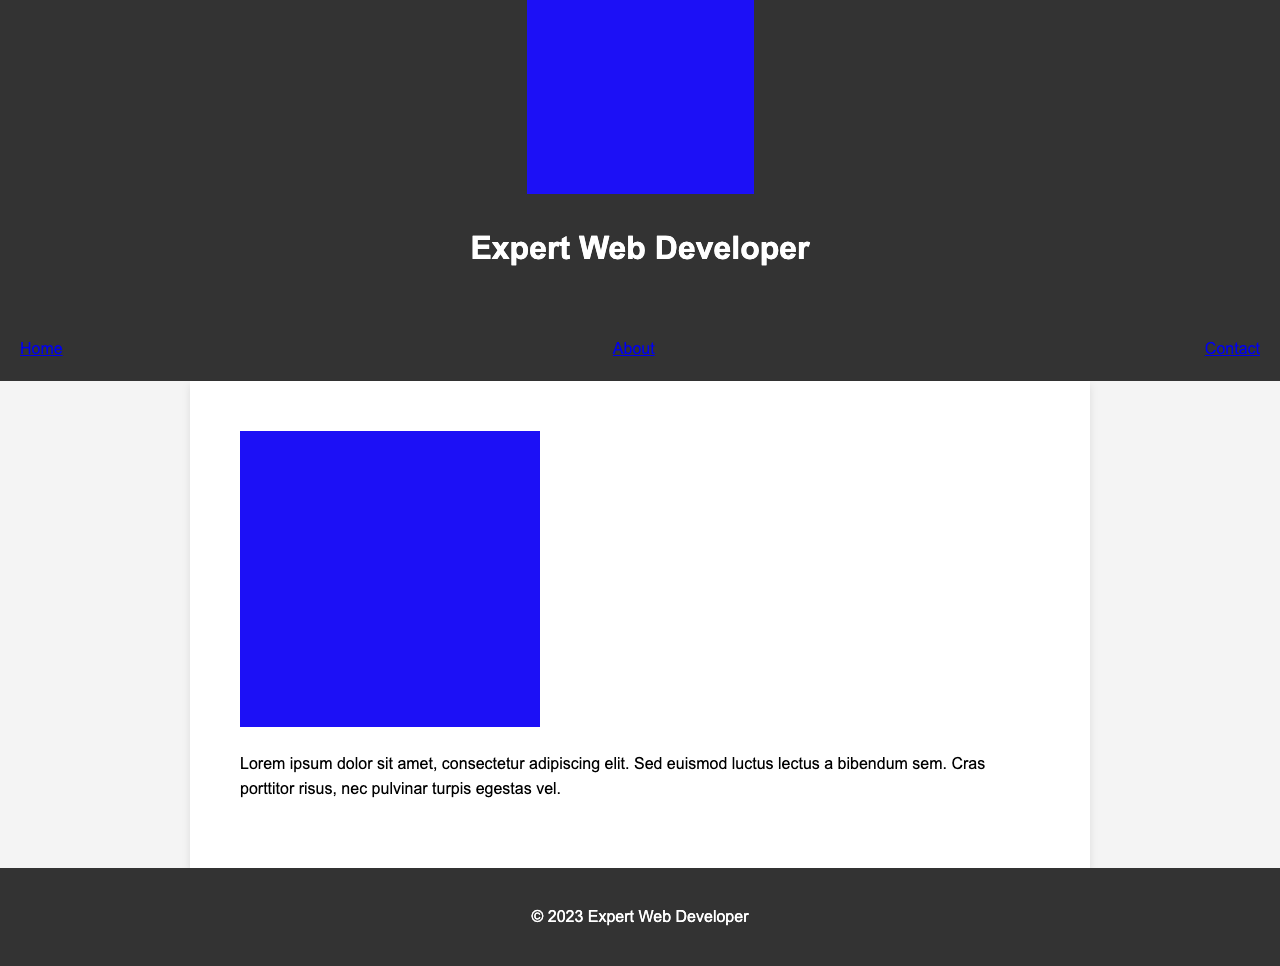 Expert Web Developer
Home About Contact
Lorem ipsum dolor sit amet, consectetur adipiscing elit. Sed euismod luctus lectus a bibendum sem. Cras
porttitor risus, nec pulvinar turpis egestas vel.
© 2023 Expert Web Developer